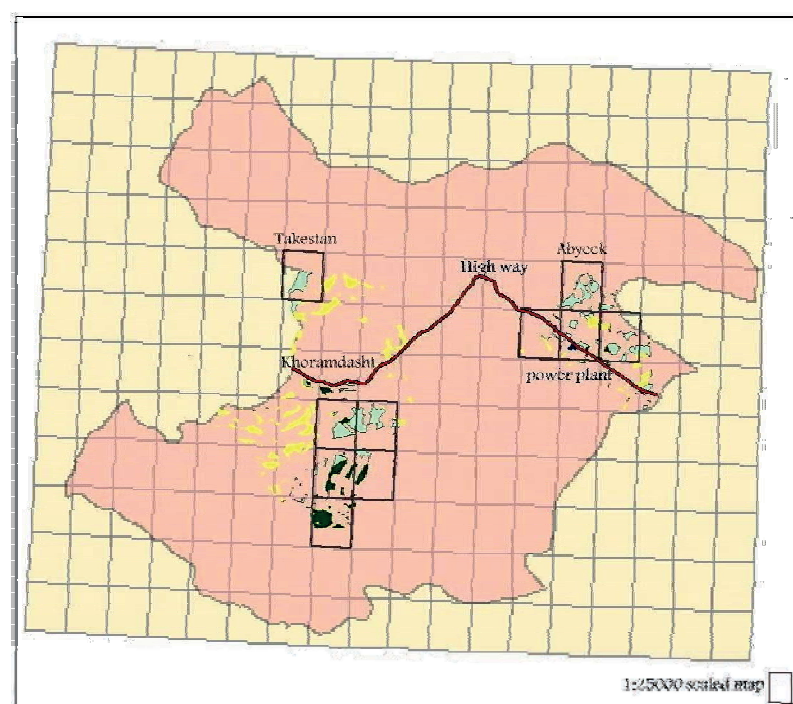 Takestan
Abyeck
High way
Khoramdasht
power plant
1:25000 scaled map